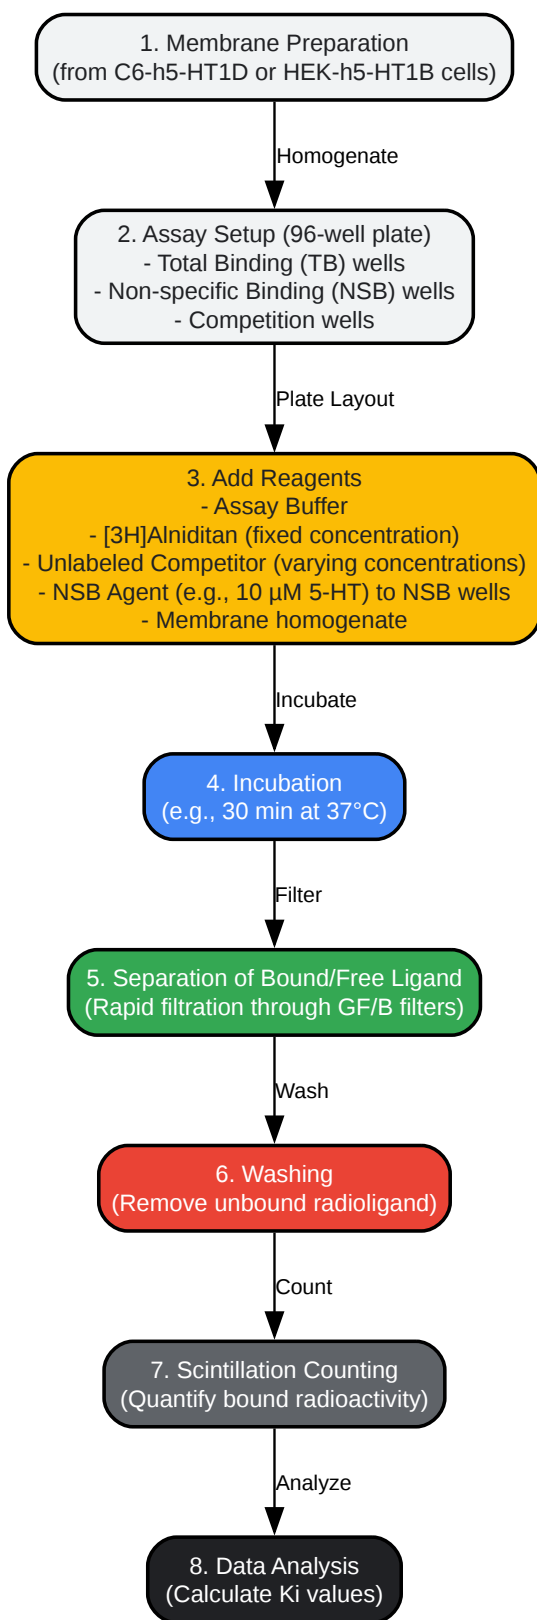 1. Membrane Preparation
(from C6-h5-HT1D or HEK-h5-HT1B cells)
Homogenate
2. Assay Setup (96-well plate)
- Total Binding (TB) wells
- Non-specific Binding (NSB) wells
- Competition wells
Plate Layout
3. Add Reagents
- Assay Buffer
- [3H]Alniditan (fixed concentration)
- Unlabeled Competitor (varying concentrations)
- NSB Agent (e.g., 10 µM 5-HT) to NSB wells
- Membrane homogenate
Incubate
4. Incubation
(e.g., 30 min at 37°C)
Filter
5. Separation of Bound/Free Ligand
(Rapid filtration through GF/B filters)
Wash
6. Washing
(Remove unbound radioligand)
Count
7. Scintillation Counting
(Quantify bound radioactivity)
Analyze
8. Data Analysis
(Calculate Ki values)